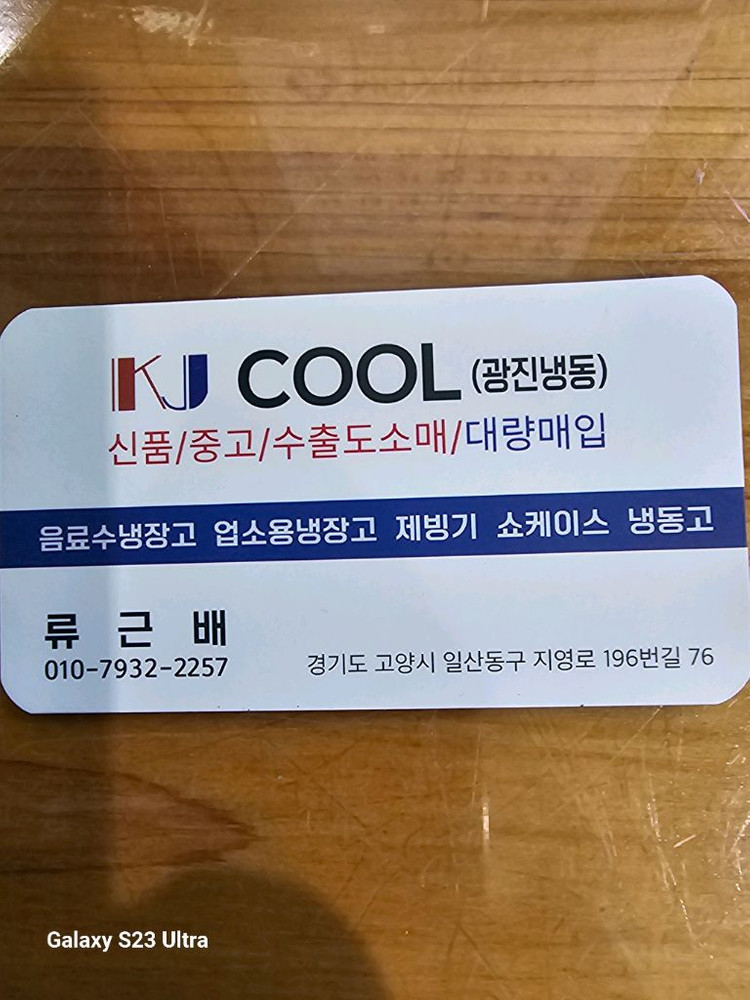 KJ COOL (광진냉동)
신품/중고/수출도소매/대량매입
음료수냉장고 업소용냉장고 제빙기 쇼케이스 냉동고
류 근 배
010-7932-2257
경기도 고양시 일산동구 지영로 196번길 76
Galaxy S23 Ultra